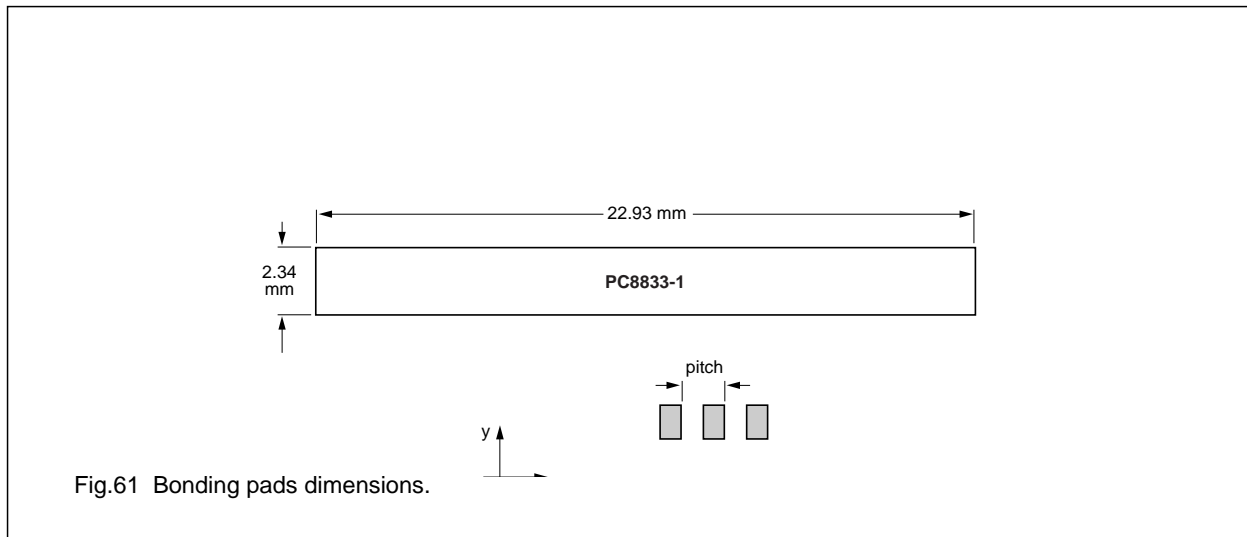 22.93 mm
2.34
mm
PC8833-1
pitch
y
Fig.61 Bonding pads dimensions.